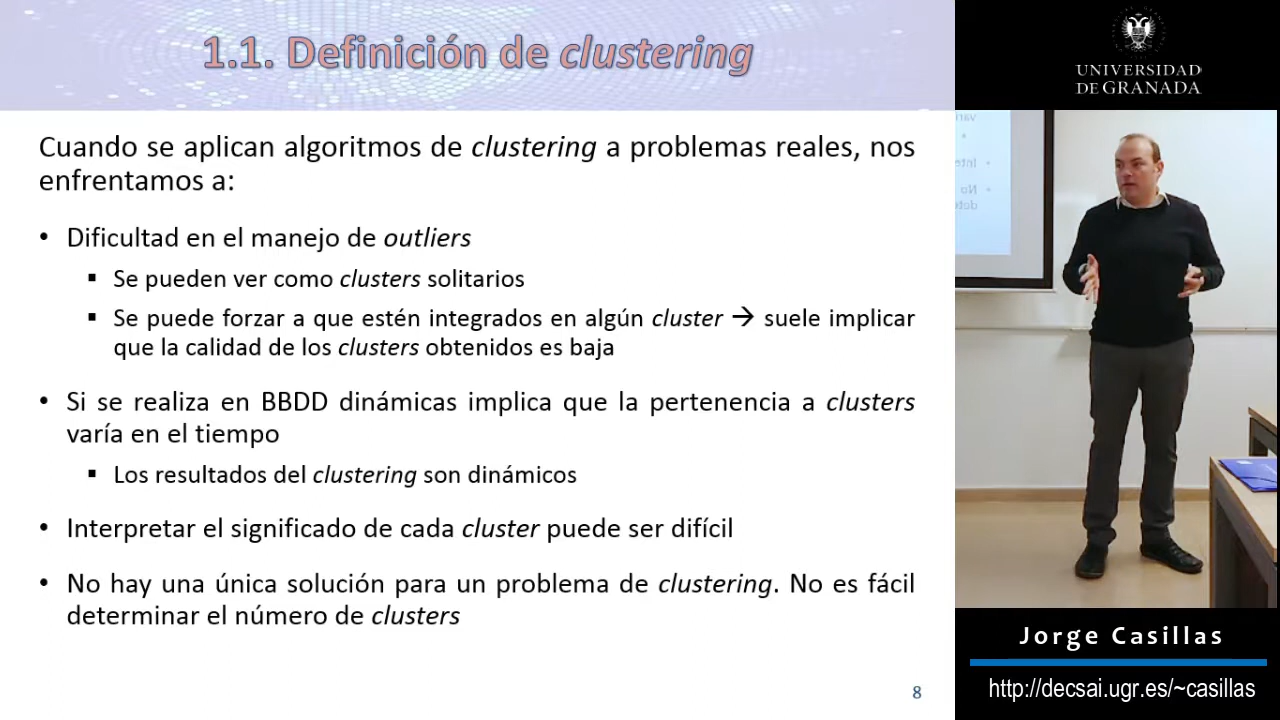 1.1. Definición de clustering
Cuando se aplican algoritmos de clustering a problemas reales, nos
enfrentamos a:
• Dificultad en el manejo de outliers
▪ Se pueden ver como clusters solitarios
▪ Se puede forzar a que estén integrados en algún cluster → suele implicar
que la calidad de los clusters obtenidos es baja
• Si se realiza en BBDD dinámicas implica que la pertenencia a clusters
varía en el tiempo
▪ Los resultados del clustering son dinámicos
• Interpretar el significado de cada cluster puede ser difícil
• No hay una única solución para un problema de clustering. No es fácil
determinar el número de clusters
8
UNIVERSIDAD
DE GRANADA
Jorge Casillas
http://decsai.ugr.es/~casillas